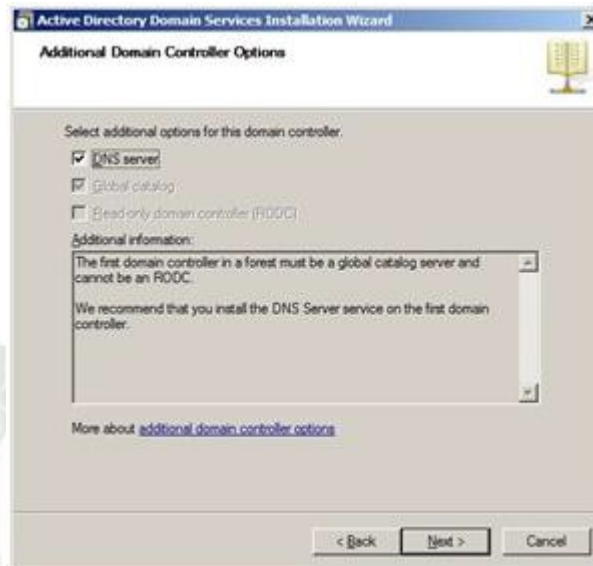 Active Directory Domain Services Installation Wizard
Additional Domain Controller Options
Select additional options for this domain controller.
DNS server
Global catalog
Read-only domain controller (RODC)
Additional information:
The first domain controller in a forest must be a global catalog server and
cannot be an RODC.
We recommend that you install the DNS Server service on the first domain
controller.
More about additional domain controller options
< Back
Next >
Cancel